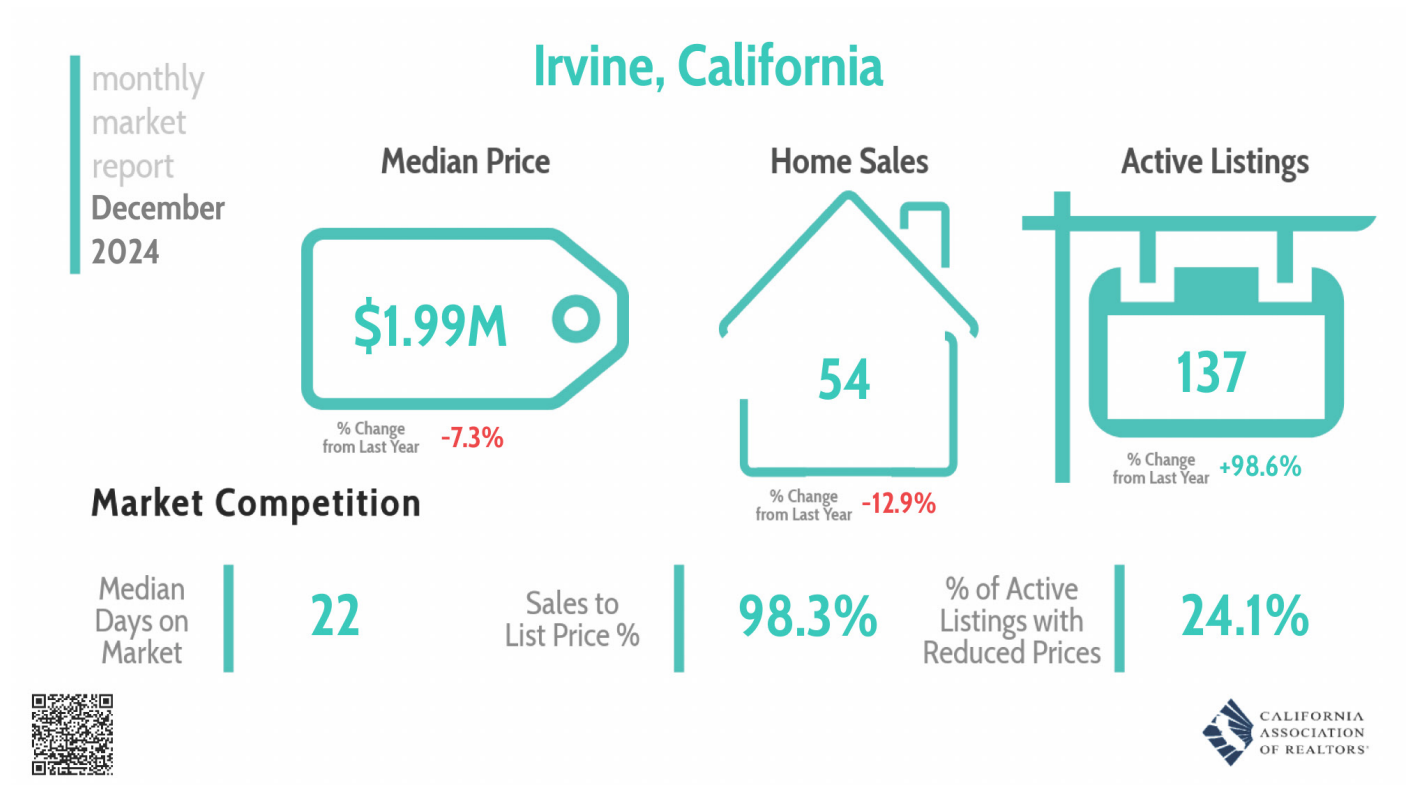 Irvine, California
monthly
market
report
December
2024
Median Price
$1.99M
% Change
from Last Year
-7.3%
Home Sales
54
% Change
from Last Year
-12.9%
Active Listings
137
% Change
from Last Year
+98.6%
Market Competition
Median
Days on
Market
22
Sales to
List Price %
98.3%
% of Active
Listings with
Reduced Prices
24.1%
CALIFORNIA
ASSOCIATION
OF REALTORS®